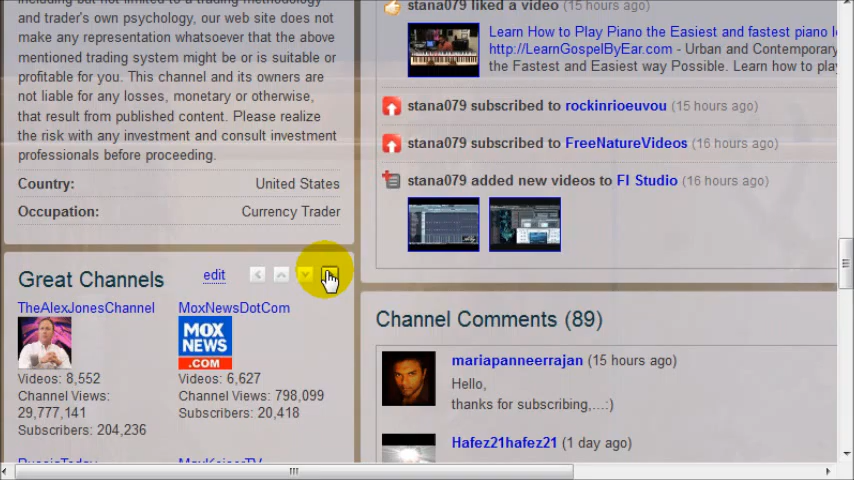 including but not limited to a trading methodology
and trader's own psychology, our web site does not
make any representation whatsoever that the above
mentioned trading system might be or is suitable or
profitable for you. This channel and its owners are
not liable for any losses, monetary or otherwise,
that result from published content. Please realize
the risk with any investment and consult investment
professionals before proceeding.
Country: United States
Occupation: Currency Trader
Great Channels edit
TheAlexJonesChannel
Videos: 8,552
Channel Views:
29,777,141
Subscribers: 204,236
MoxNewsDotCom
MOX
NEWS
.COM
Videos: 6,627
Channel Views: 798,099
Subscribers: 20,418
RussiaToday
MaxKeiserTV
stana079 liked a video (15 hours ago)
Learn How to Play Piano the Easiest and fastest piano l
http://LearnGospelByEar.com - Urban and Contemporary
the Fastest and Easiest way Possible. Learn how to play
stana079 subscribed to rockinrioeuvou (15 hours ago)
stana079 subscribed to FreeNatureVideos (16 hours ago)
stana079 added new videos to Fl Studio (16 hours ago)
Channel Comments (89)
mariapanneerrajan (15 hours ago)
Hello,
thanks for subscribing,...:)
Hafez21hafez21 (1 day ago)